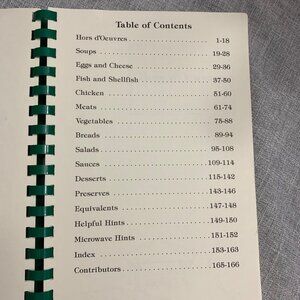 Table of Contents
Hors d'Oeuvres 1-18
Soups 19-28
Eggs and Cheese 29-36
Fish and Shellfish 37-50
Chicken 51-60
Meats 61-74
Vegetables 75-88
Breads 89-94
Salads 95-108
Sauces 109-114
Desserts 115-142
Preserves 143-146
Equivalents 147-148
Helpful Hints 149-150
Microwave Hints 151-152
Index 153-163
Contributors 165-166